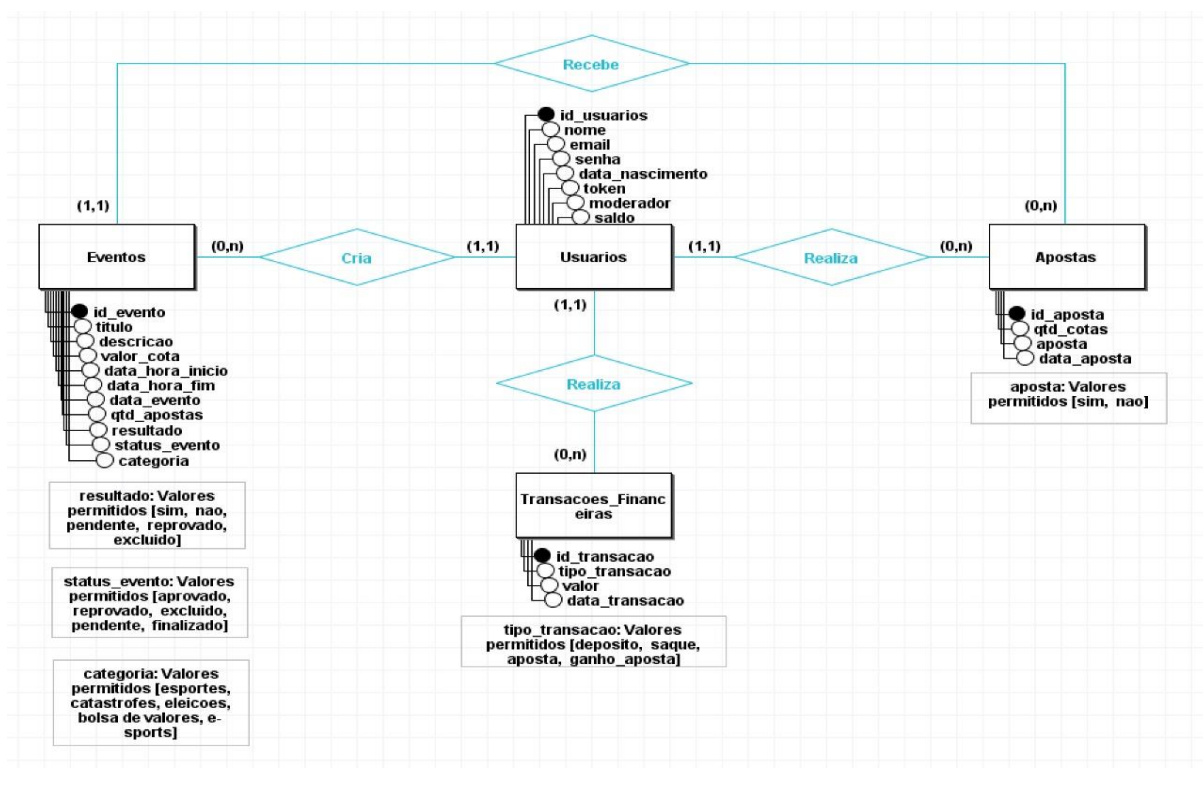 Recebe
id_usuarios
nome
email
senha
data_nascimento
token
moderador
saldo
(1,1)
(0,n)
Eventos
(0,n)
Cria
(1,1)
Usuarios
(1,1)
Realiza
(0,n)
Apostas
id_evento
titulo
descricao
valor_cota
data_hora_inicio
data_hora_fim
data_evento
qtd_apostas
resultado
status_evento
categoria
(1,1)
Realiza
(0,n)
id_aposta
qtd_cotas
aposta
data_aposta
aposta: Valores
permitidos [sim, nao]
Transacoes_Financ
eiras
id_transacao
tipo_transacao
valor
data_transacao
tipo_transacao: Valores
permitidos [deposito, saque,
aposta, ganho_aposta]
resultado: Valores
permitidos [sim, nao,
pendente, reprovado,
excluido]
status_evento: Valores
permitidos [aprovado,
reprovado, excluido,
pendente, finalizado]
categoria: Valores
permitidos [esportes,
catastrofes, eleicoes,
bolsa de valores, e-
sports]